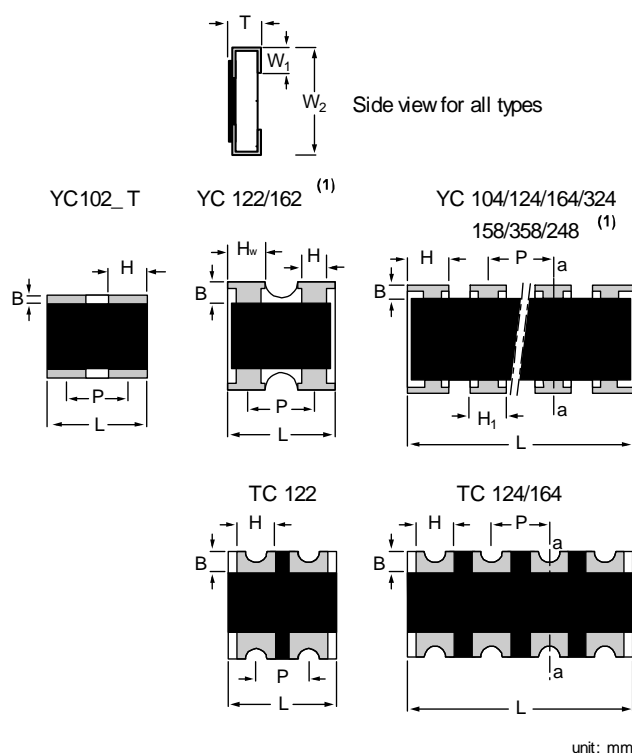 T
W1
W2
Side view for all types
YC102_ T
YC 122/162 (1)
YC 104/124/164/324
158/358/248 (1)
H
B
P
L
Hw
H
B
P
L
H
P
a
B
H1
a
L
TC 122
TC 124/164
H
B
P
L
H
P
a
B
a
L
unit: mm